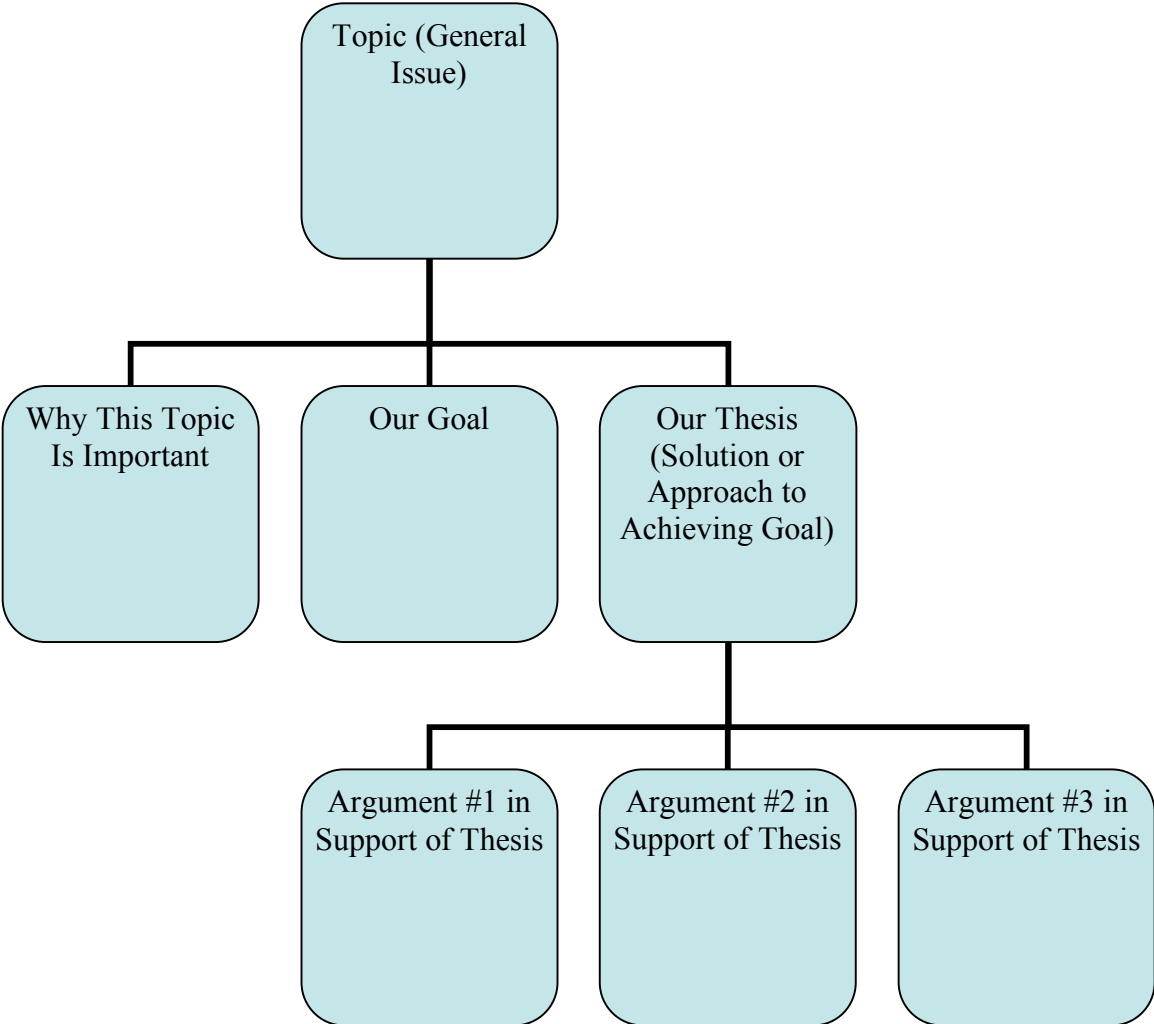 Topic (General
Issue)
Why This Topic
Is Important
Our Goal
Our Thesis
(Solution or
Approach to
Achieving Goal)
Argument #1 in
Support of Thesis
Argument #2 in
Support of Thesis
Argument #3 in
Support of Thesis